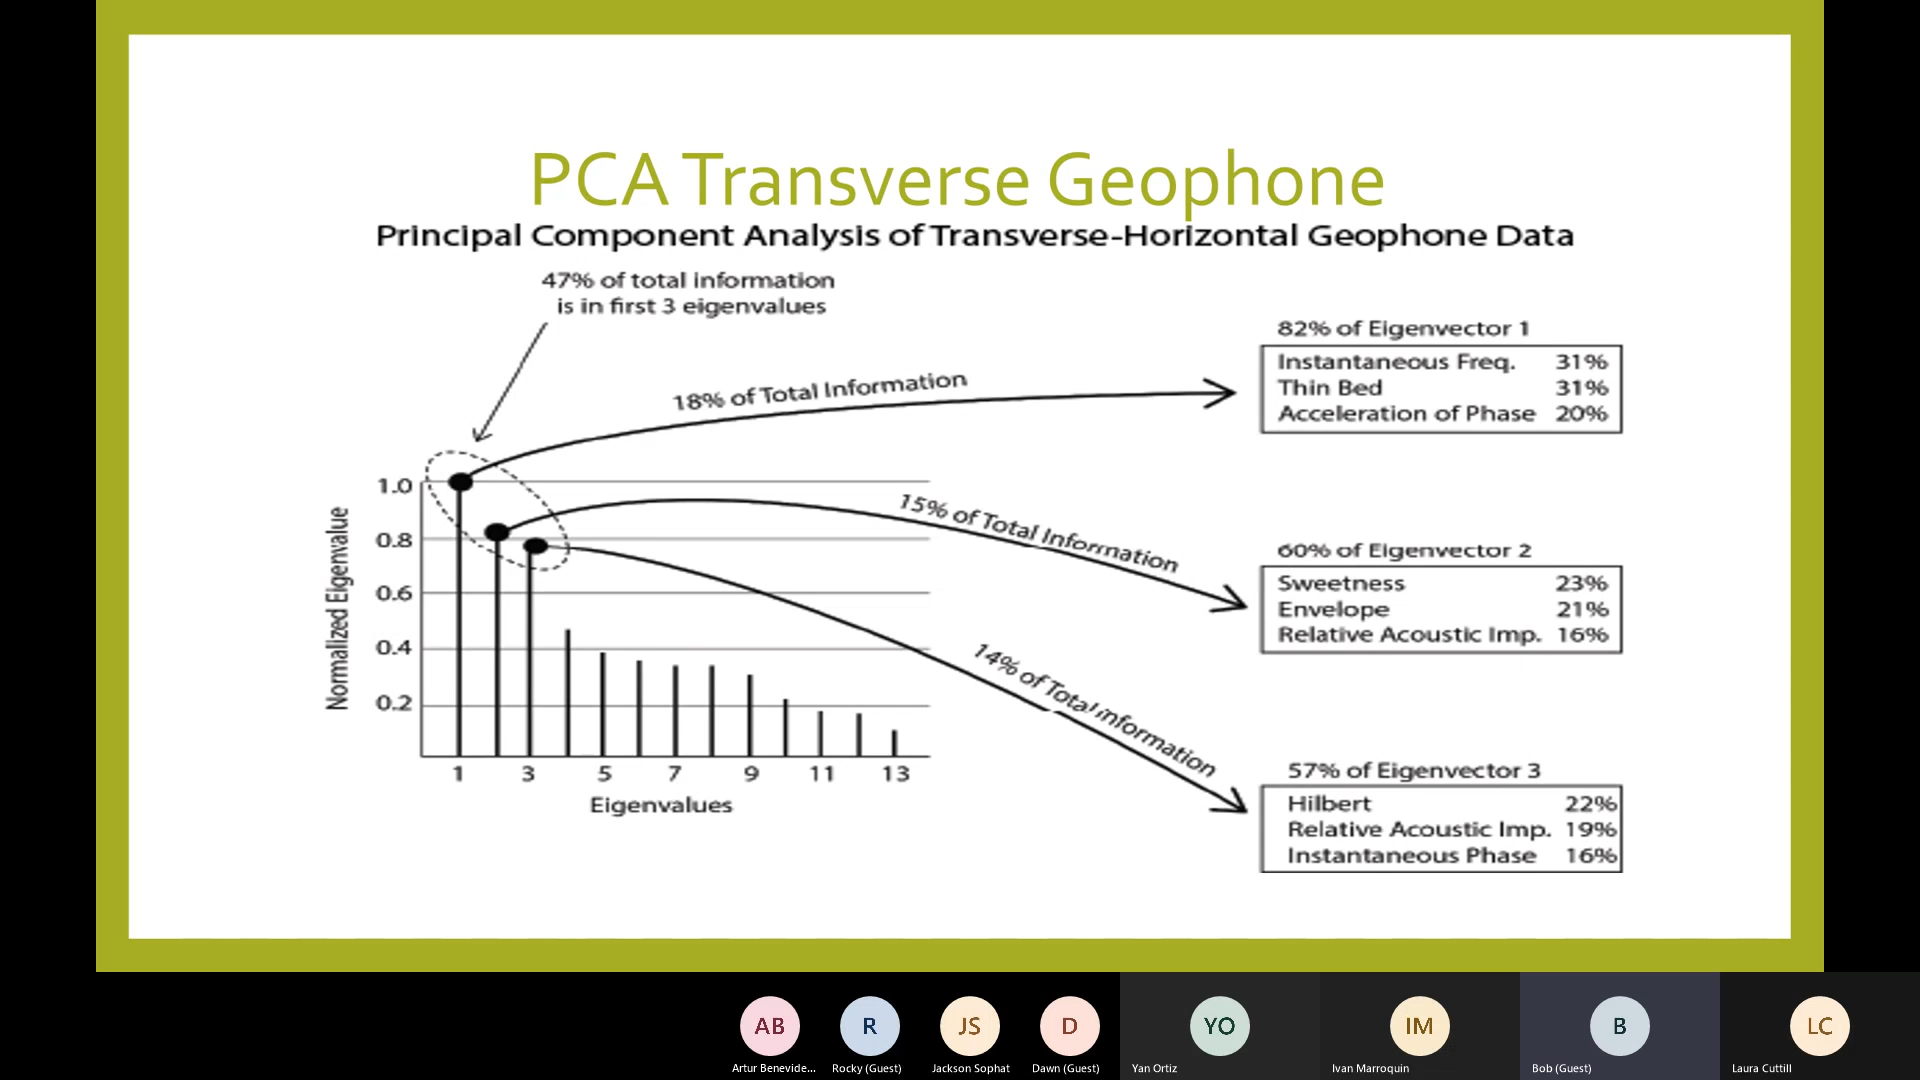 PCA Transverse Geophone
Principal Component Analysis of Transverse-Horizontal Geophone Data
47% of total information
is in first 3 eigenvalues
18% of Total Information
82% of Eigenvector 1
Instantaneous Freq. 31%
Thin Bed 31%
Acceleration of Phase 20%
15% of Total Information
60% of Eigenvector 2
Sweetness 23%
Envelope 21%
Relative Acoustic Imp. 16%
14% of Total Information
57% of Eigenvector 3
Hilbert 22%
Relative Acoustic Imp. 19%
Instantaneous Phase 16%
Normalized Eigenvalue
1.0
0.8
0.6
0.4
0.2
1 3 5 7 9 11 13
Eigenvalues
AB R JS D YO IM B LC
Artur Benevide... Rocky (Guest) Jackson Sophat Dawn (Guest) Yan Ortiz Ivan Marroquin Bob (Guest) Laura Cuttill